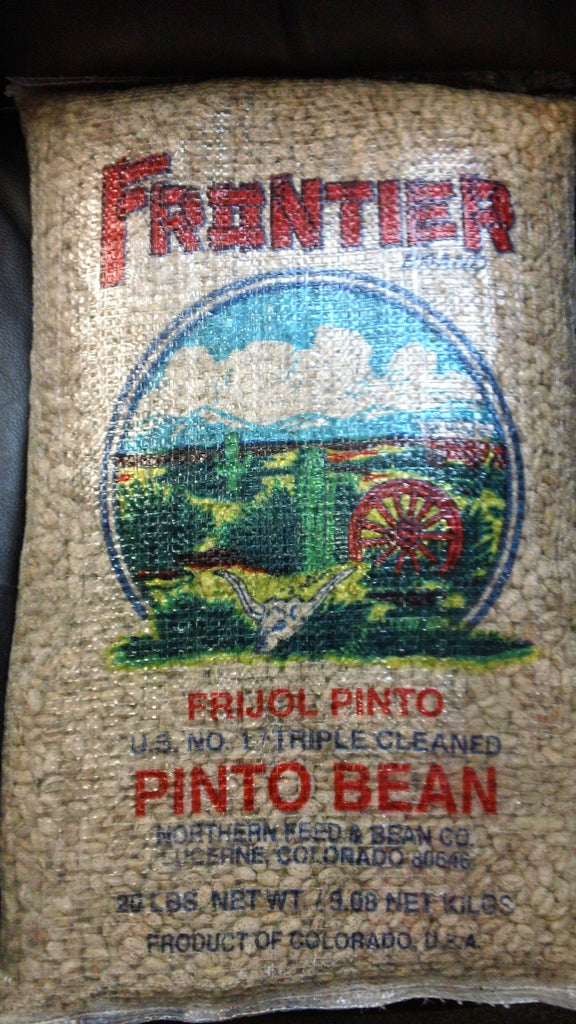 FRONTIER
BRAND
FRIJOL PINTO
U.S. NO. 1 / TRIPLE CLEANED
PINTO BEAN
NORTHERN FEED & BEAN CO.
LUCERNE, COLORADO 80646
20 LBS. NET WT. / 9.08 NET KILOS
PRODUCT OF COLORADO, U.S.A.